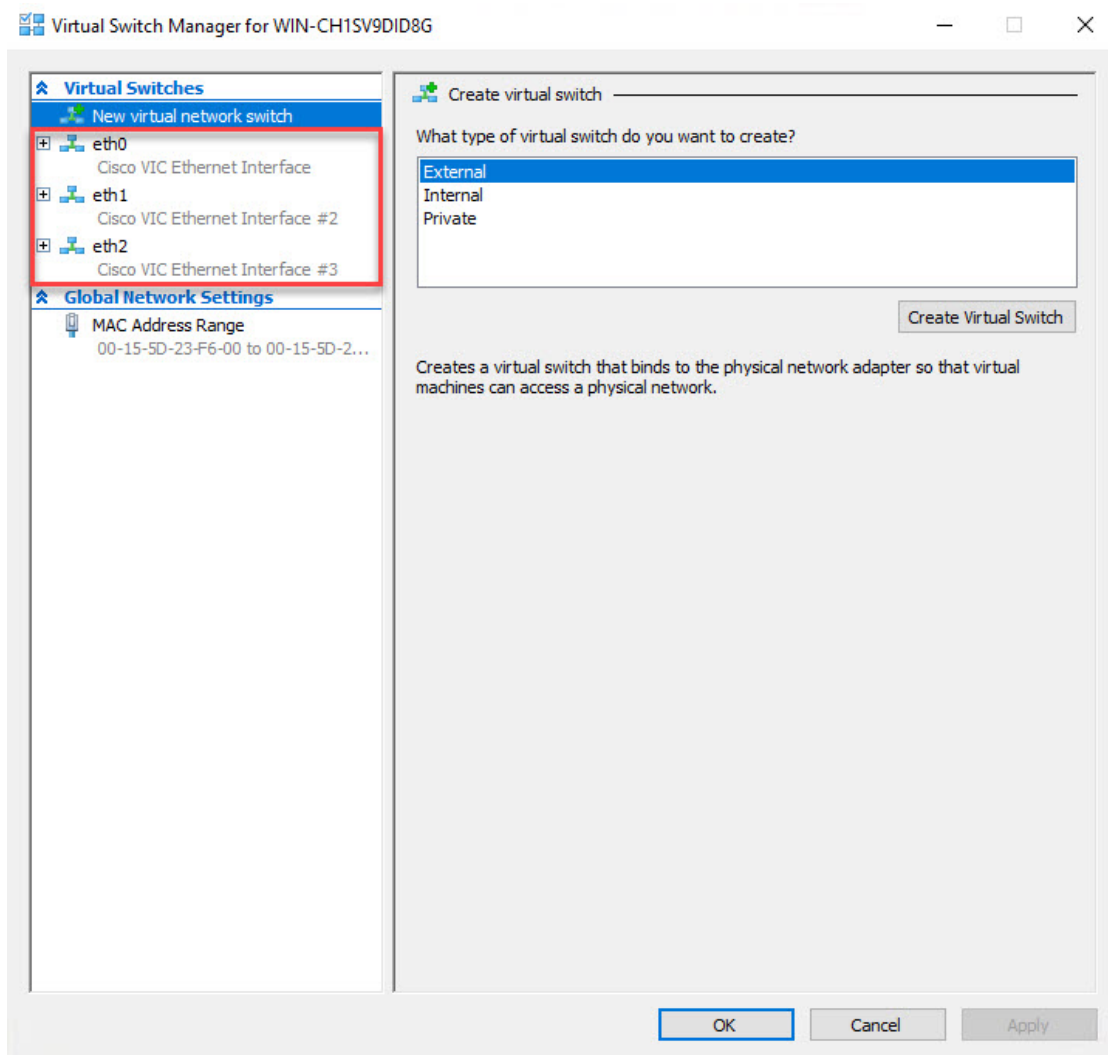 Virtual Switch Manager for WIN-CH1SV9DID8G
Virtual Switches
New virtual network switch
eth0
Cisco VIC Ethernet Interface
eth1
Cisco VIC Ethernet Interface #2
eth2
Cisco VIC Ethernet Interface #3
Global Network Settings
MAC Address Range
00-15-5D-23-F6-00 to 00-15-5D-2...
Create virtual switch
What type of virtual switch do you want to create?
External
Internal
Private
Create Virtual Switch
Creates a virtual switch that binds to the physical network adapter so that virtual
machines can access a physical network.
OK
Cancel
Apply